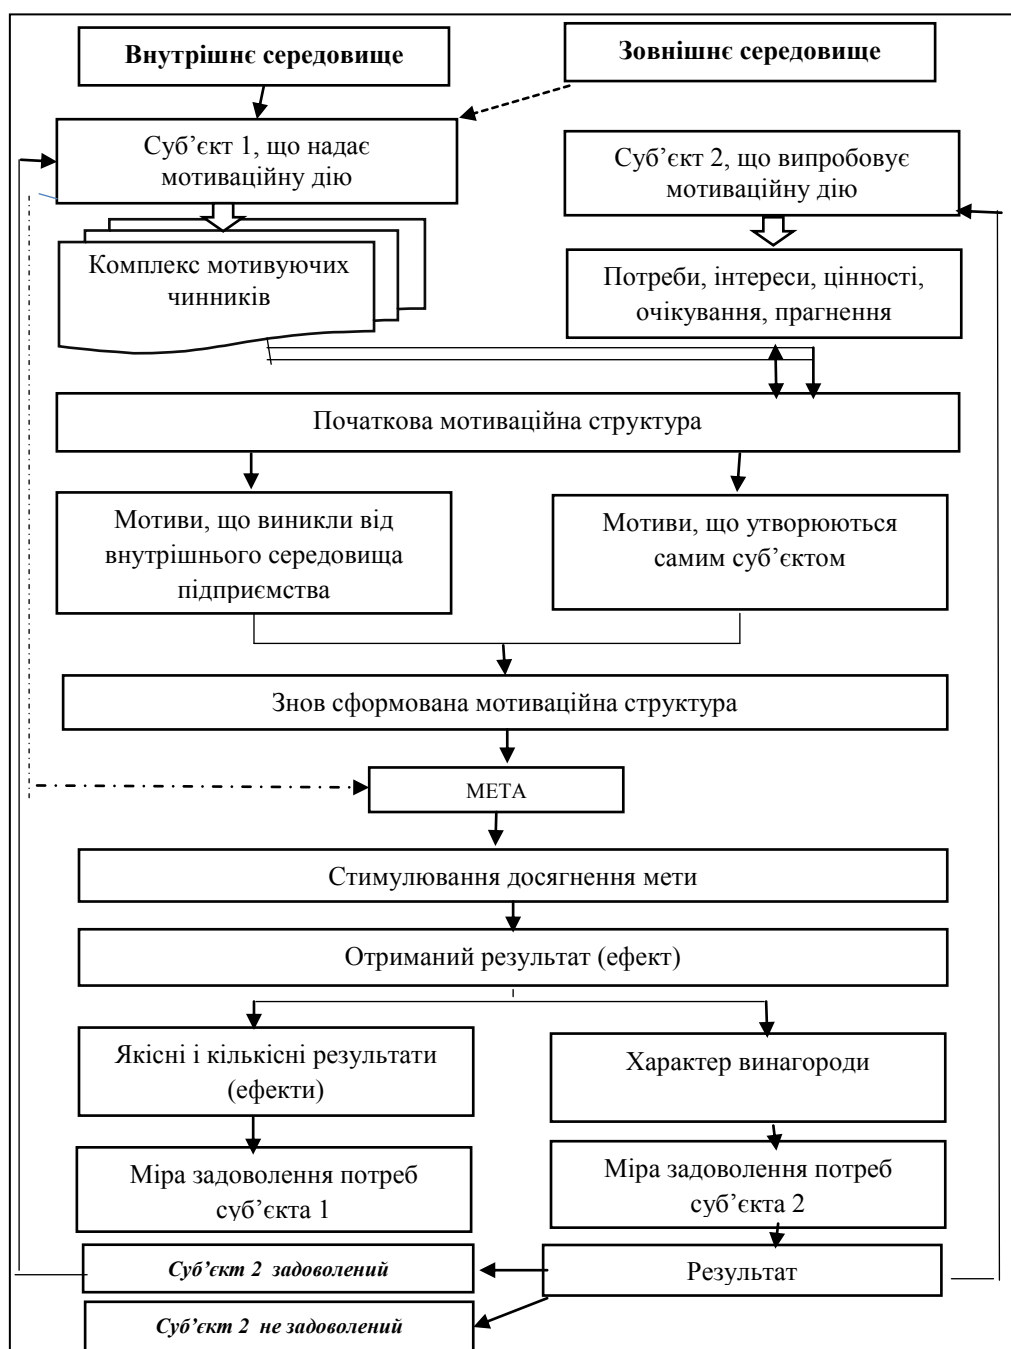 Внутрішнє середовище
Зовнішнє середовище
Суб’єкт 1, що надає
мотиваційну дію
Суб’єкт 2, що випробовує
мотиваційну дію
Комплекс мотивуючих
чинників
Потреби, інтереси, цінності,
очікування, прагнення
Початкова мотиваційна структура
Мотиви, що виникли від
внутрішнього середовища
підприємства
Мотиви, що утворюються
самим суб’єктом
Знов сформована мотиваційна структура
МЕТА
Стимулювання досягнення мети
Отриманий результат (ефект)
Якісні і кількісні результати
(ефекти)
Характер винагороди
Міра задоволення потреб
суб’єкта 1
Міра задоволення потреб
суб’єкта 2
Суб’єкт 2 задоволений
Результат
Суб’єкт 2 не задоволений